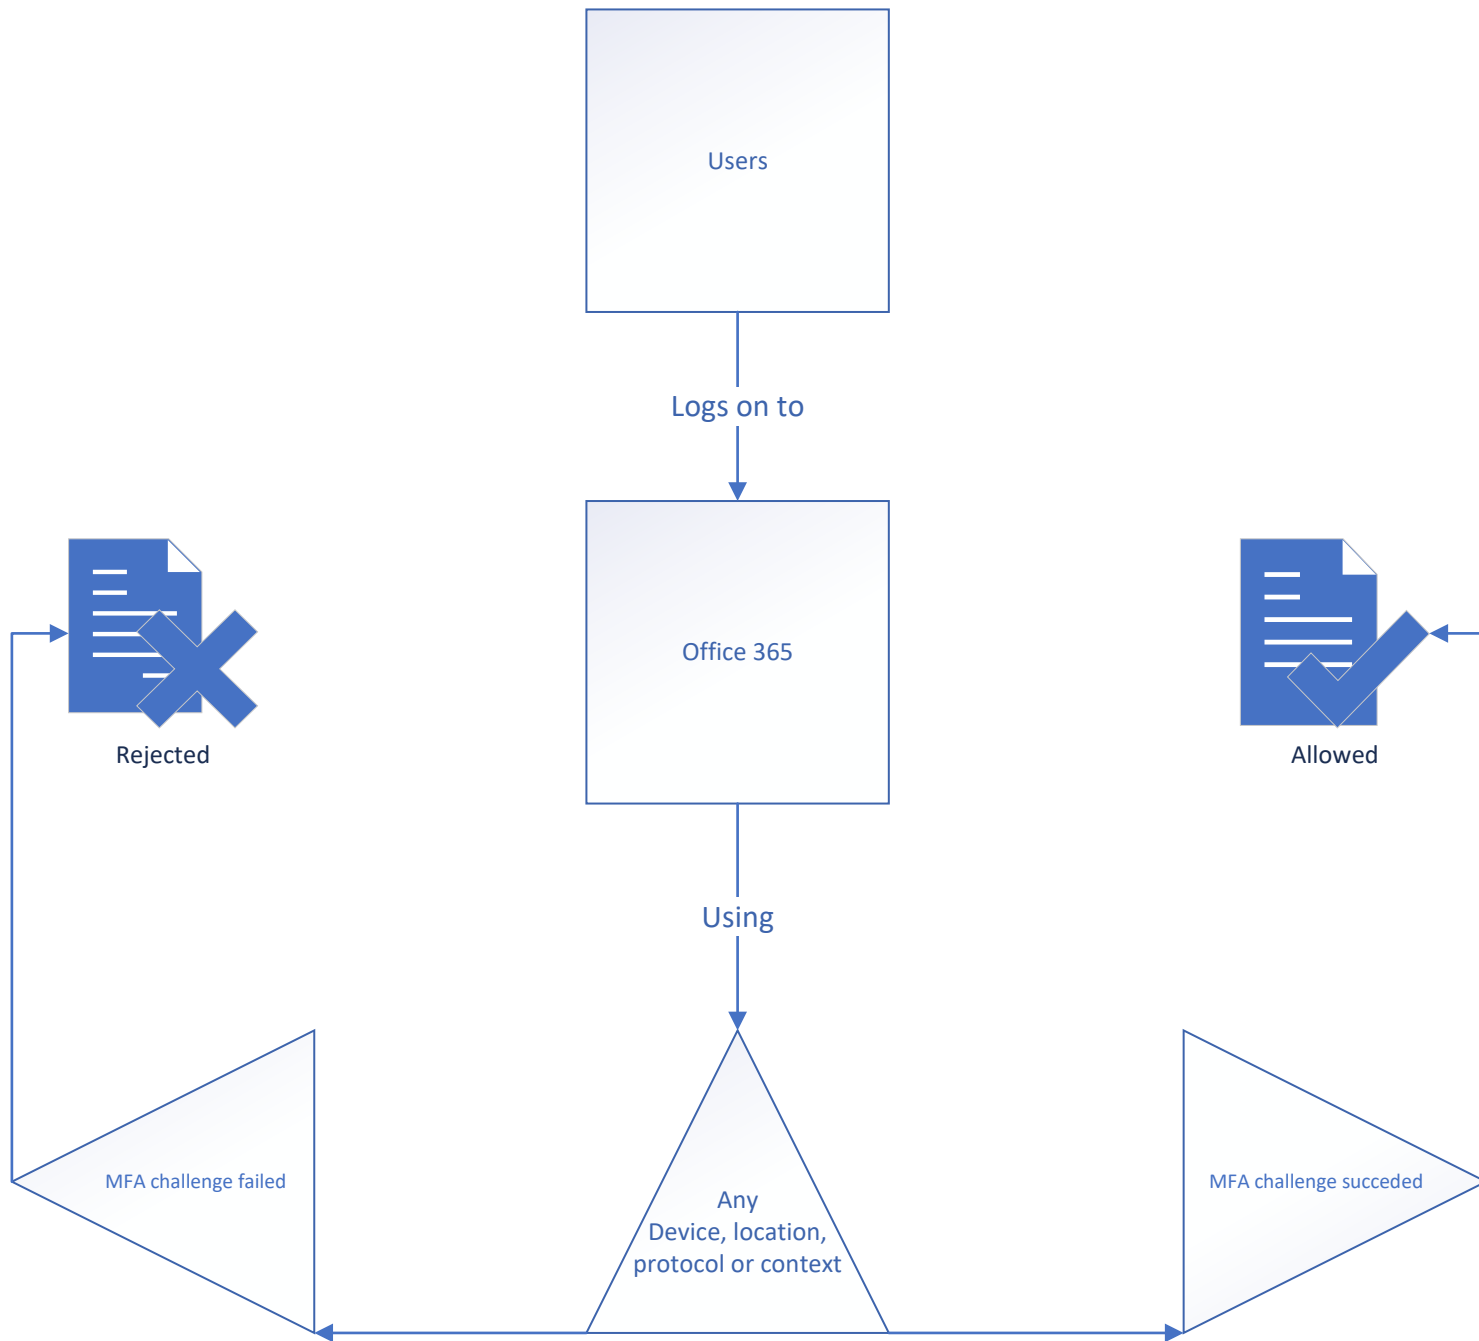 Users
Logs on to
Office 365
Rejected
Allowed
Using
MFA challenge failed
Any
Device, location,
protocol or context
MFA challenge succeded